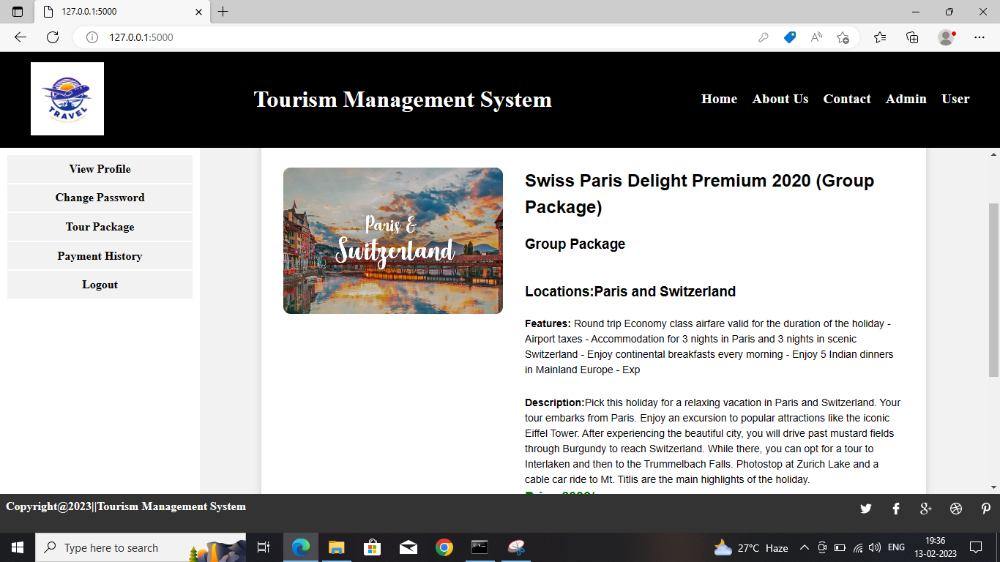 127.0.0.1:5000
127.0.0.1:5000
TRAVEL
Tourism Management System
Home About Us Contact Admin User
View Profile
Change Password
Tour Package
Payment History
Logout
Paris &
Switzerland
Swiss Paris Delight Premium 2020 (Group
Package)
Group Package
Locations:Paris and Switzerland
Features: Round trip Economy class airfare valid for the duration of the holiday -
Airport taxes - Accommodation for 3 nights in Paris and 3 nights in scenic
Switzerland - Enjoy continental breakfasts every morning - Enjoy 5 Indian dinners
in Mainland Europe - Exp
Description:Pick this holiday for a relaxing vacation in Paris and Switzerland. Your
tour embarks from Paris. Enjoy an excursion to popular attractions like the iconic
Eiffel Tower. After experiencing the beautiful city, you will drive past mustard fields
through Burgundy to reach Switzerland. While there, you can opt for a tour to
Interlaken and then to the Trummelbach Falls. Photostop at Zurich Lake and a
cable car ride to Mt. Titlis are the main highlights of the holiday.
Copyright@2023||Tourism Management System
Type here to search
27°C Haze
ENG
19:36
13-02-2023